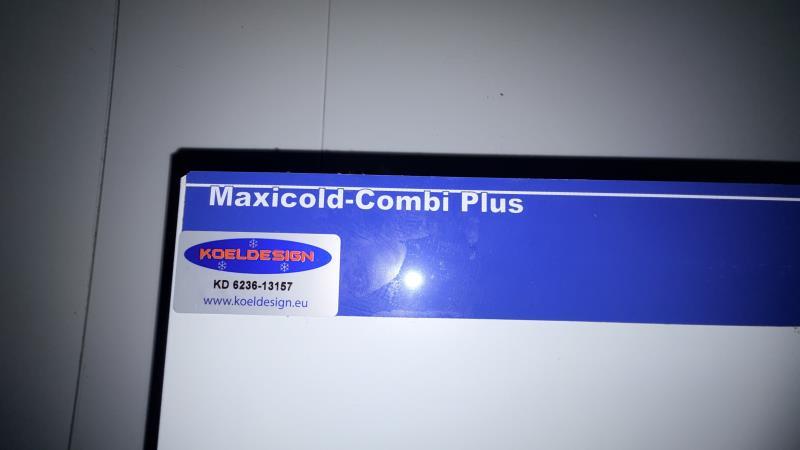 Maxicold-Combi Plus
KOELDESIGN
KD 6236-13157
www.koeldesign.eu